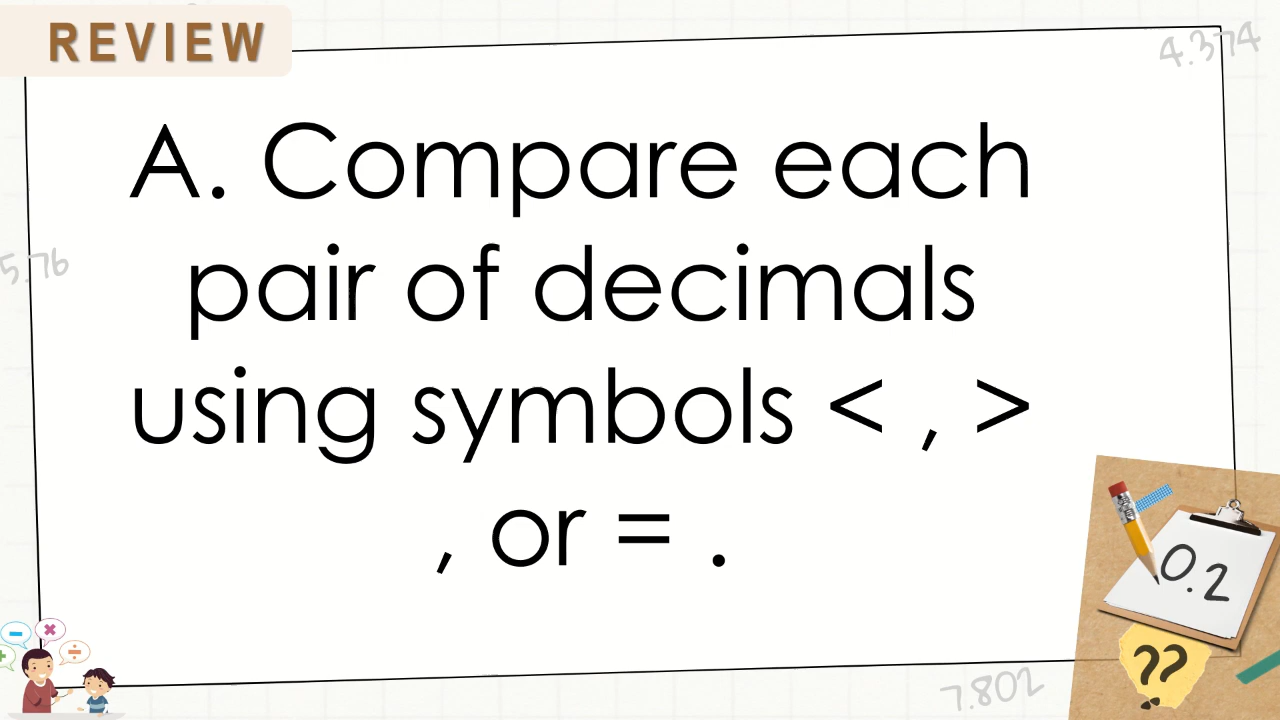 REVIEW
4.374
A. Compare each
pair of decimals
5.76
using symbols < , >
, or = .
0.2
− ×
+ ÷
??
7.802